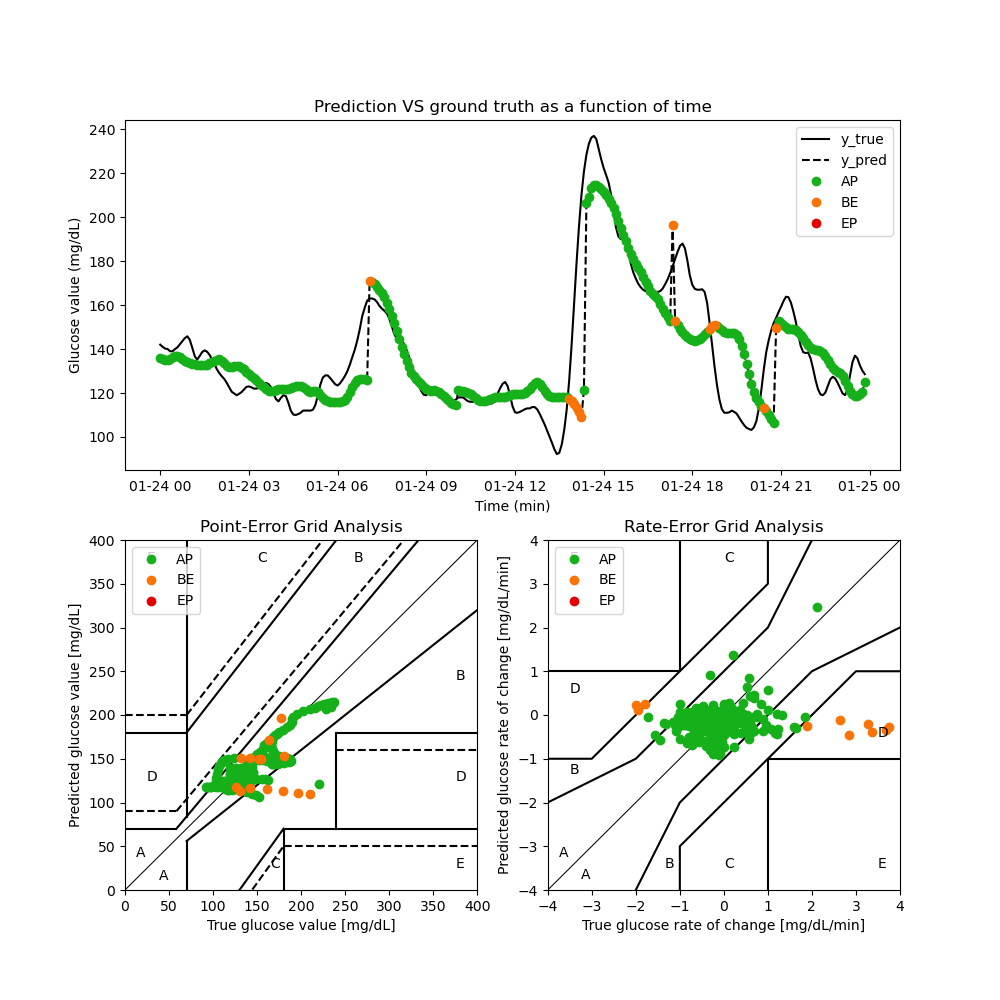 Prediction VS ground truth as a function of time
Glucose value (mg/dL)
240
220
200
180
160
140
120
100
y_true
y_pred
AP
BE
EP
01-24 00 01-24 03 01-24 06 01-24 09 01-24 12 01-24 15 01-24 18 01-24 21 01-25 00
Time (min)
Point-Error Grid Analysis
Predicted glucose value [mg/dL]
400
350
300
250
200
150
100
50
0
AP
BE
EP
C B
B
D D
A
A C E
0 50 100 150 200 250 300 350 400
True glucose value [mg/dL]
Rate-Error Grid Analysis
Predicted glucose rate of change [mg/dL/min]
4
3
2
1
0
−1
−2
−3
−4
AP
BE
EP
C
D
D
B
A
A B C E
−4 −3 −2 −1 0 1 2 3 4
True glucose rate of change [mg/dL/min]